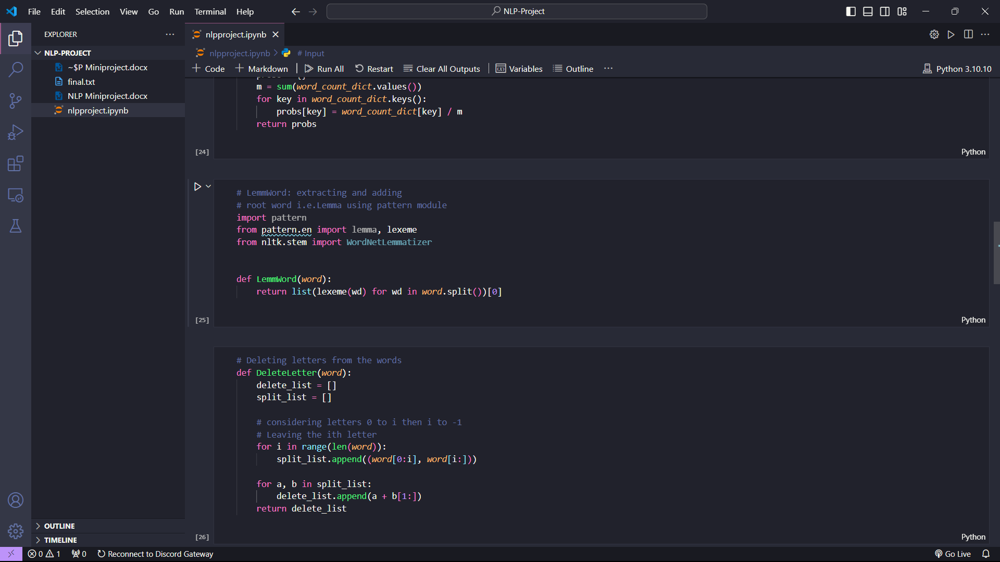 File Edit Selection View Go Run Terminal Help
NLP-Project
EXPLORER
NLP-PROJECT
~$P Miniproject.docx
final.txt
NLP Miniproject.docx
nlpproject.ipynb
OUTLINE
TIMELINE
nlpproject.ipynb
nlpproject.ipynb > # Input
+ Code + Markdown | Run All Restart Clear All Outputs | Variables Outline ...
Python 3.10.10
m = sum(word_count_dict.values())
for key in word_count_dict.keys():
probs[key] = word_count_dict[key] / m
return probs
[24]
Python
# LemmWord: extracting and adding
# root word i.e.Lemma using pattern module
import pattern
from pattern.en import lemma, lexeme
from nltk.stem import WordNetLemmatizer
def LemmWord(word):
return list(lexeme(wd) for wd in word.split())[0]
[25]
Python
# Deleting letters from the words
def DeleteLetter(word):
delete_list = []
split_list = []
# considering letters 0 to i then i to -1
# Leaving the ith letter
for i in range(len(word)):
split_list.append((word[0:i], word[i:]))
for a, b in split_list:
delete_list.append(a + b[1:])
return delete_list
[26]
Python
0 1 0 Reconnect to Discord Gateway
Go Live